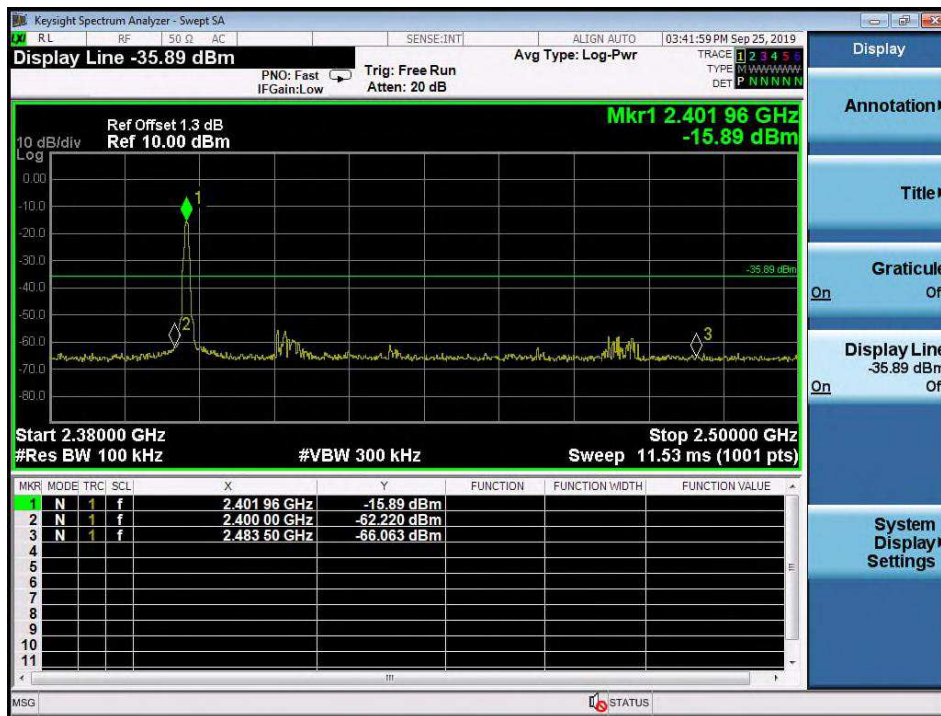 Keysight Spectrum Analyzer - Swept SA
LXI RL RF 50 Ω AC SENSE:INT ALIGN AUTO 03:41:59 PM Sep 25, 2019
Display Line -35.89 dBm
PNO: Fast
IFGain:Low
Trig: Free Run
Atten: 20 dB
Avg Type: Log-Pwr
TRACE 1 2 3 4 5 6
TYPE M WWWWW
DET P N N N N N
Mkr1 2.401 96 GHz
-15.89 dBm
Ref Offset 1.3 dB
10 dB/div Ref 10.00 dBm
Log
0.00
-10.0
-20.0
-30.0
-40.0
-50.0
-60.0
-70.0
-80.0
1
-35.89 dBm
2
3
Start 2.38000 GHz Stop 2.50000 GHz
#Res BW 100 kHz #VBW 300 kHz Sweep 11.53 ms (1001 pts)
MKR MODE TRC SCL X Y FUNCTION FUNCTION WIDTH FUNCTION VALUE
1 N 1 f 2.401 96 GHz -15.89 dBm
2 N 1 f 2.400 00 GHz -62.220 dBm
3 N 1 f 2.483 50 GHz -66.063 dBm
4
5
6
7
8
9
10
11
MSG STATUS
Display
Annotation
Title
Graticule
On Of
Display Line
-35.89 dBm
On Of
System
Display
Settings